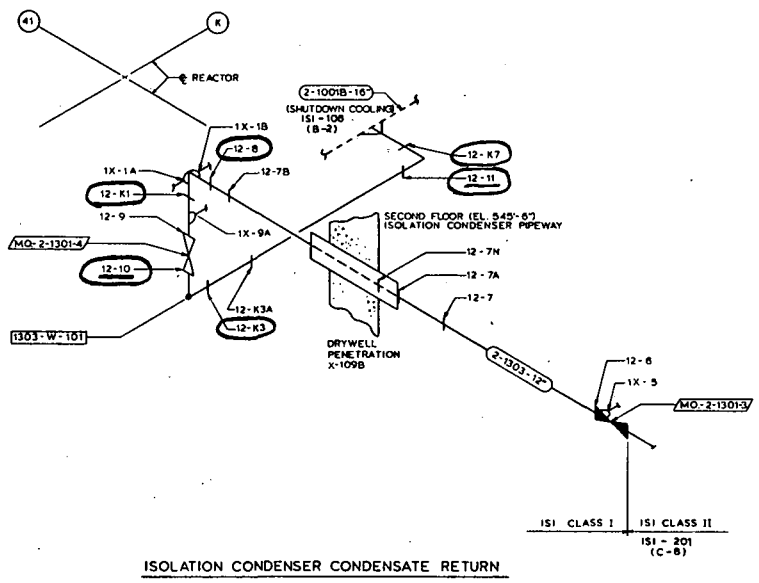 41
K
℄ REACTOR
2-1001B-16"
(SHUTDOWN COOLING)
ISI-106
(B-2)
1X-1B
12-8
12-K7
1X-1A
12-7B
12-11
12-K1
12-9
1X-9A
SECOND FLOOR (EL. 545'-6")
ISOLATION CONDENSER PIPEWAY
MO-2-1301-4
12-7N
12-10
12-7A
12-K3A
12-7
12-K3
1303-W-101
DRYWELL
PENETRATION
X-109B
2-1303-12"
12-6
1X-5
MO-2-1301-3
ISI CLASS I
ISI CLASS II
ISI-201
(C-8)
ISOLATION CONDENSER CONDENSATE RETURN